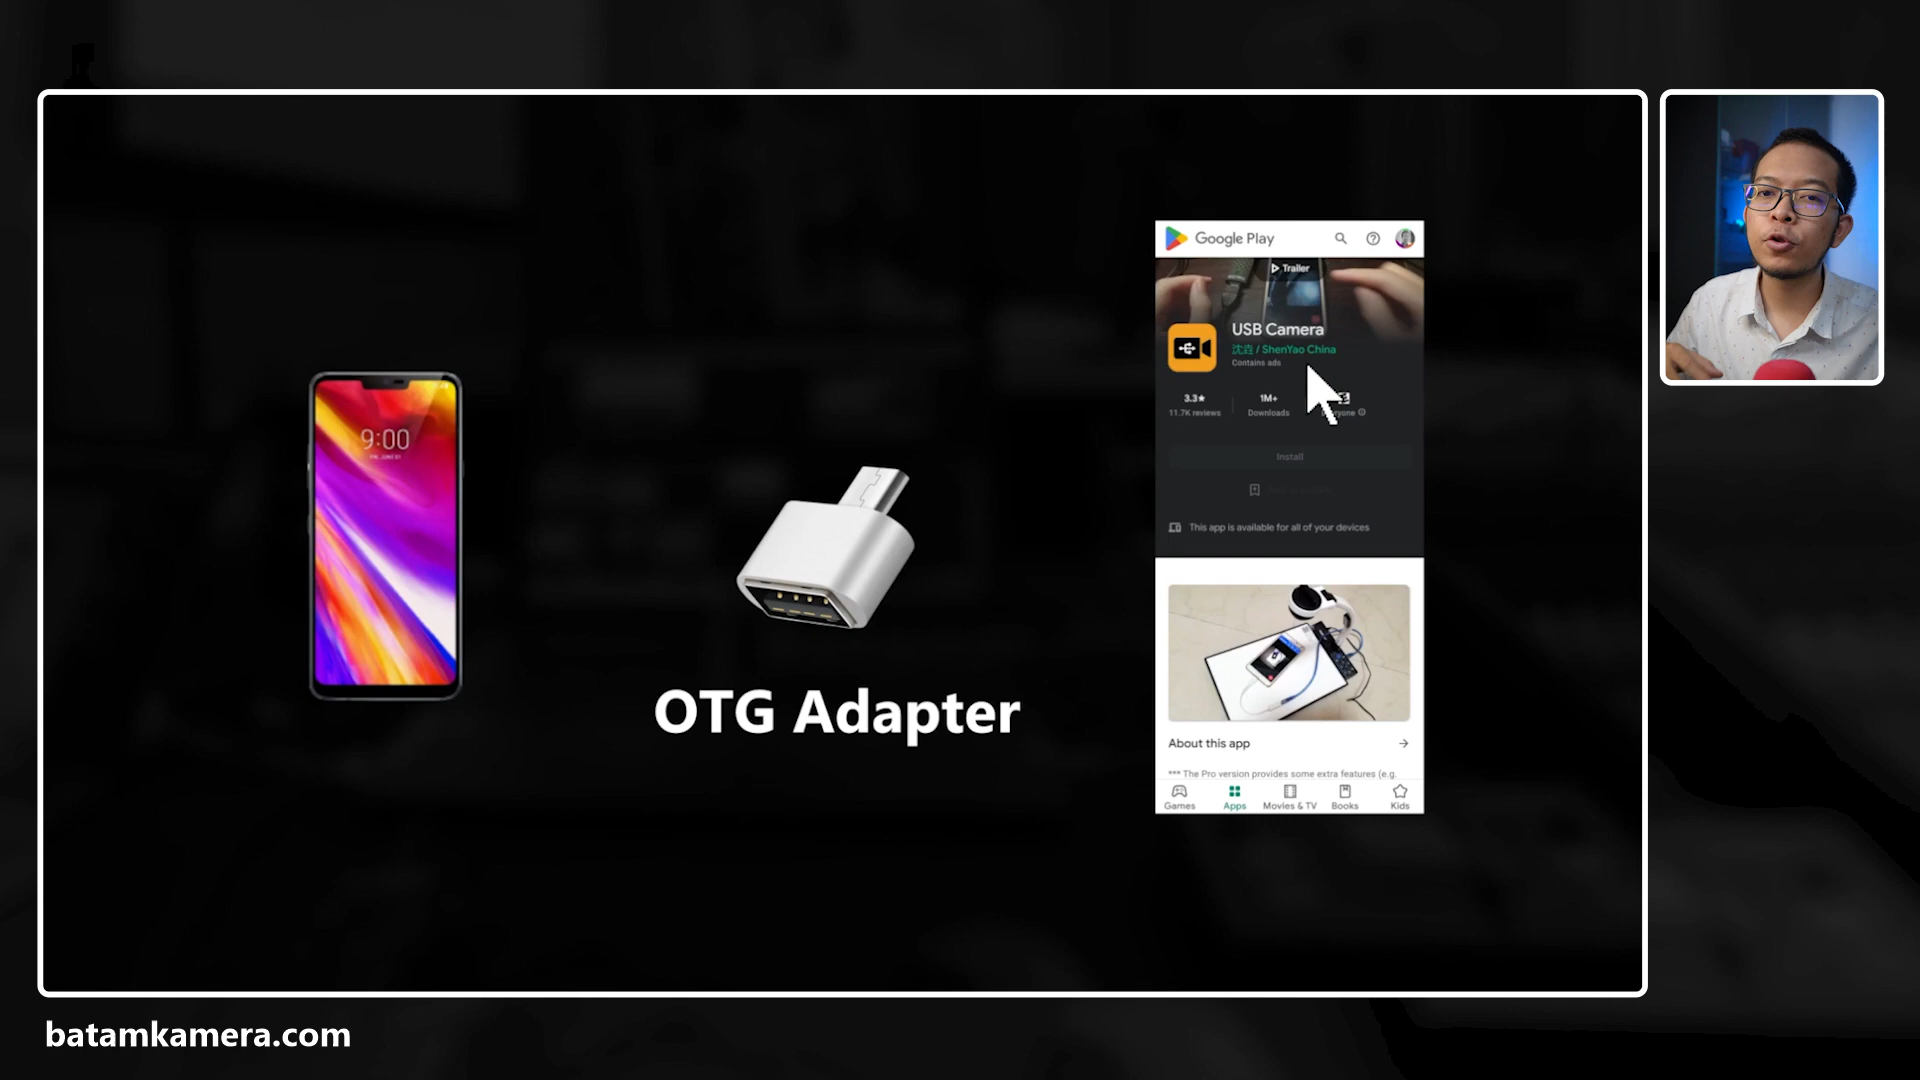 9:00
OTG Adapter
Google Play
Trailer
USB Camera
沈垚 / ShenYao China
Contains ads
3.3★
1M+
11.7K reviews
Downloads
Install
This app is available for all of your devices
About this app
*** The Pro version provides some extra features (e.g.
Games
Apps
Movies & TV
Books
Kids
batamkamera.com